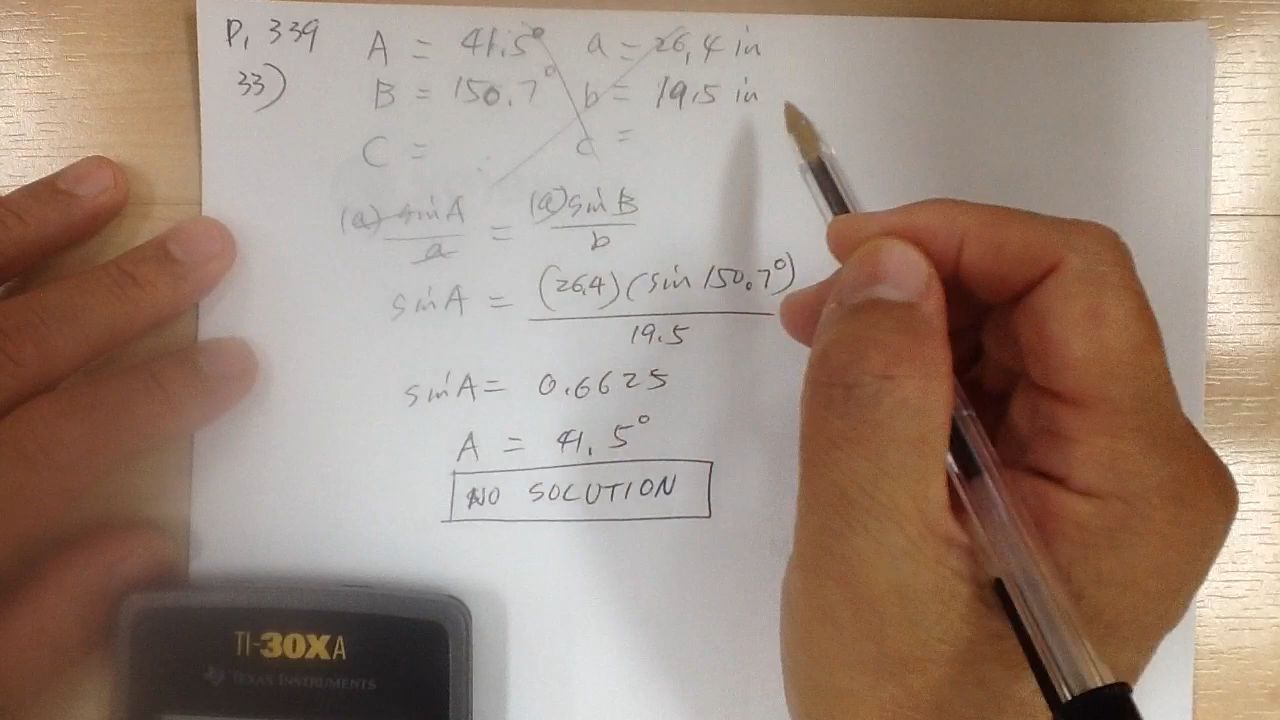 P. 339 A = 41.5° a = 26.4 in
33) B = 150.7° b = 19.5 in
C = c =
(a) sin A / a = (a) sin B / b
sin A = (26.4) (sin 150.7°) / 19.5
sin A = 0.6625
A = 41.5°
NO SOLUTION
TI-30XA
TEXAS INSTRUMENTS